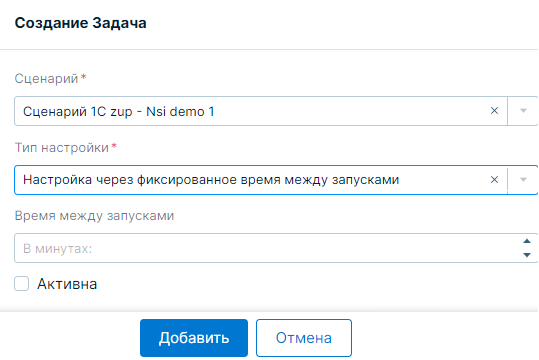 Создание Задача
Сценарий*
Сценарий 1С zup - Nsi demo 1
Тип настройки*
Настройка через фиксированное время между запусками
Время между запусками
В минутах:
Активна
Добавить
Отмена